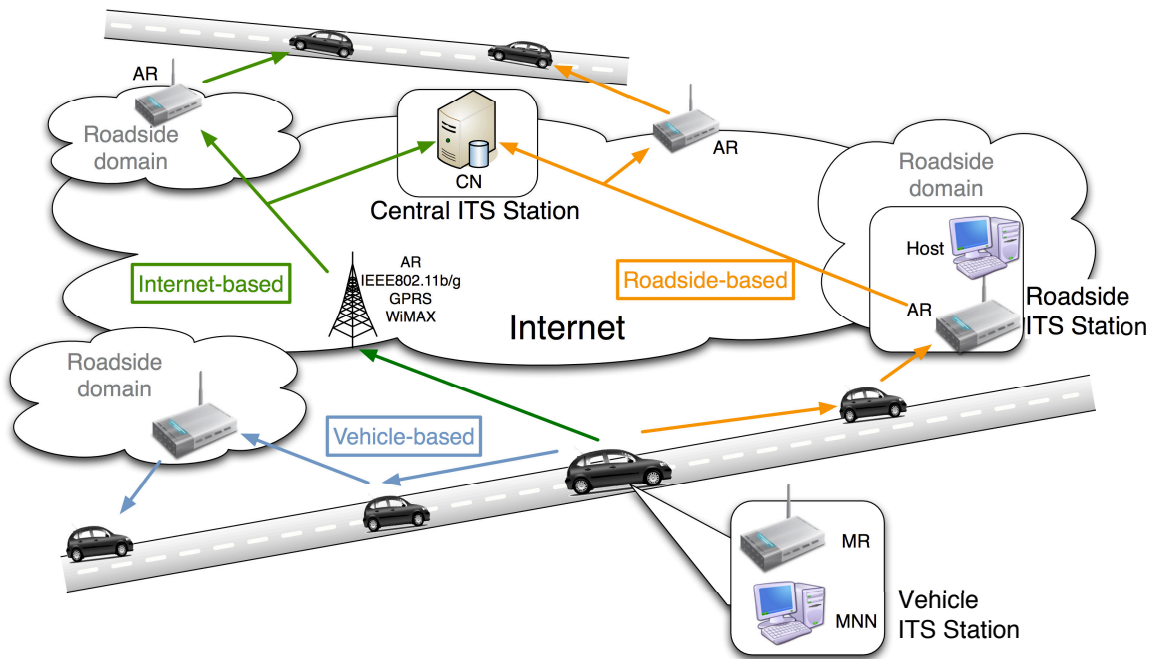 AR
Roadside
domain
CN
Central ITS Station
AR
Roadside
domain
Host
AR
Roadside
ITS Station
Internet-based
AR
IEEE802.11b/g
GPRS
WiMAX
Roadside-based
Internet
Roadside
domain
Vehicle-based
MR
MNN
Vehicle
ITS Station